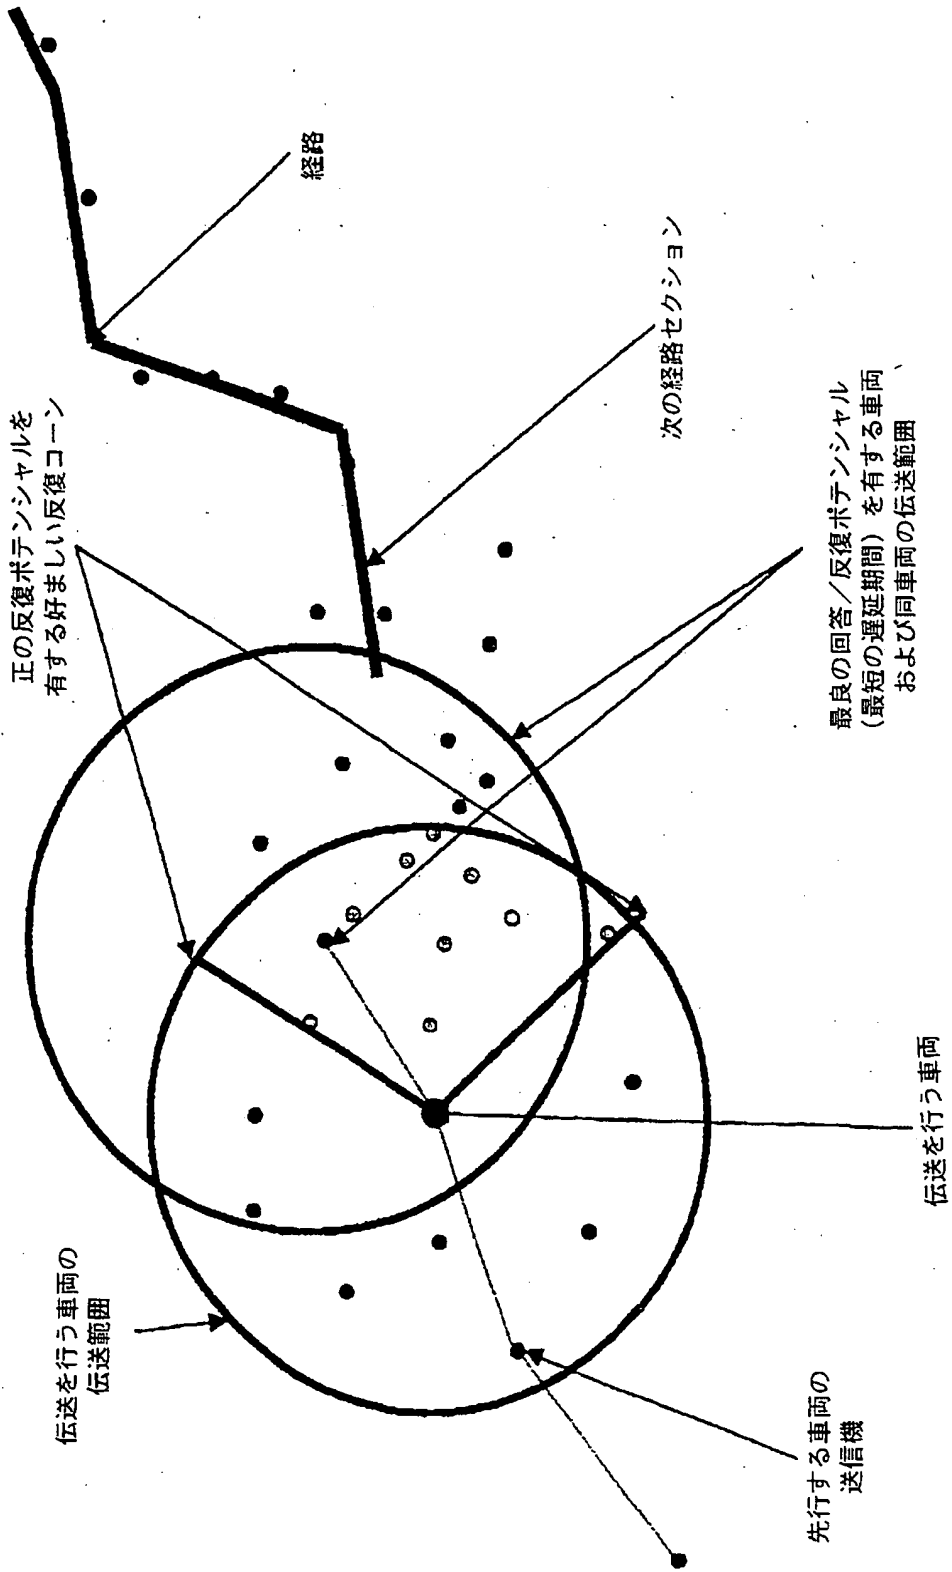 伝送を行う車両の
伝送範囲
正の反復ポテンシャルを
有する好ましい反復コーン
経路
次の経路セクション
最良の回答／反復ポテンシャル
（最短の遅延期間）を有する車両
および同車両の伝送範囲
伝送を行う車両
先行する車両の
送信機